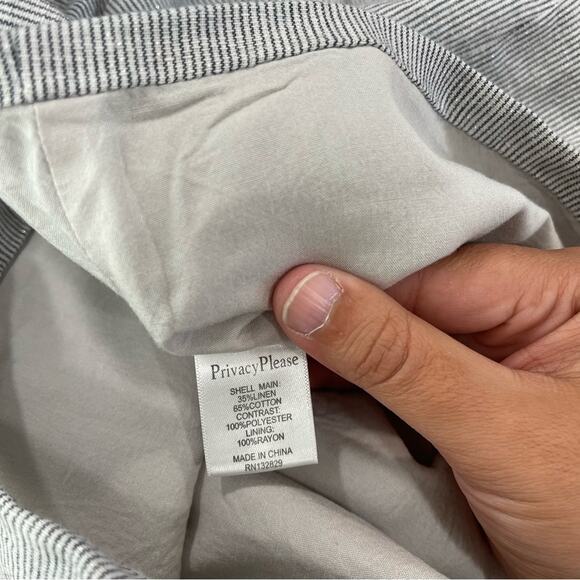 PrivacyPlease
SHELL MAIN:
35%LINEN
65%COTTON
CONTRAST:
100%POLYESTER
LINING:
100%RAYON
MADE IN CHINA
RN132829